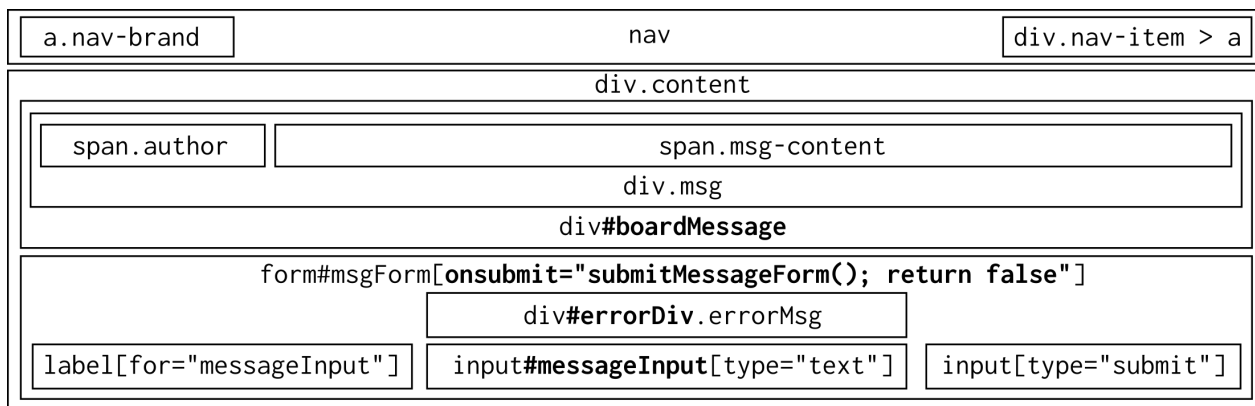 a.nav-brand nav div.nav-item > a
div.content
span.author span.msg-content
div.msg
div#boardMessage
form#msgForm[onsubmit="submitMessageForm(); return false"]
div#errorDiv.errorMsg
label[for="messageInput"] input#messageInput[type="text"] input[type="submit"]